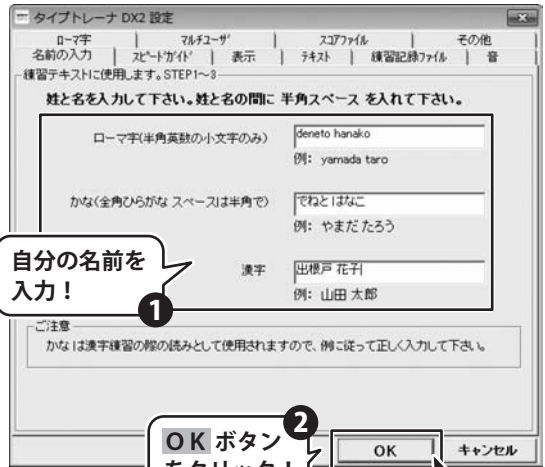 タイプトレーナ DX2 設定
ローマ字 マルチユーザ スコアファイル その他
名前の入力 スピードガイド 表示 テキスト 練習記録ファイル 音
練習テキストに使用します。STEP1~3
姓と名を入力して下さい。姓と名の間に 半角スペース を入れて下さい。
ローマ字(半角英数の小文字のみ) deneto hanako
例: yamada taro
かな(全角ひらがな スペースは半角で) でねと はなこ
例: やまだ たろう
漢字 出根戸 花子
例: 山田 太郎
自分の名前を
入力!
1
ご注意
かな は漢字練習の際の読みとして使用されますので、例に従って正しく入力して下さい。
2
OK ボタン
をクリック!
OK キャンセル